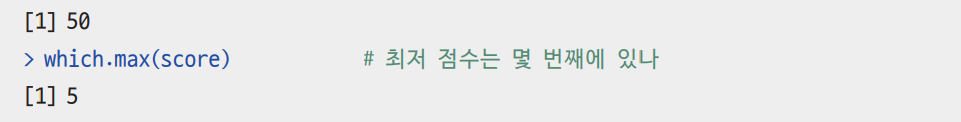 [1] 50
> which.max(score) # 최저 점수는 몇 번째에 있나
[1] 5